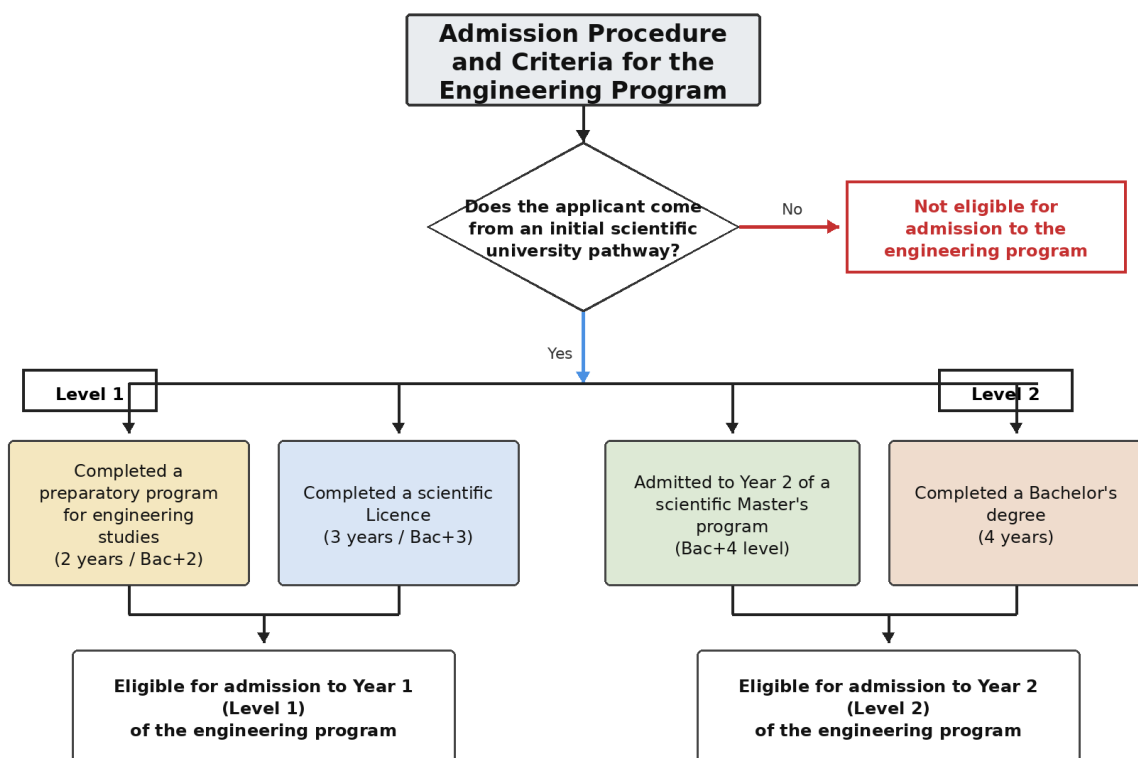 Admission Procedure
and Criteria for the
Engineering Program
Does the applicant come
from an initial scientific
university pathway?
No
Not eligible for
admission to the
engineering program
Yes
Level 1
Level 2
Completed a
preparatory program
for engineering
studies
(2 years / Bac+2)
Completed a scientific
Licence
(3 years / Bac+3)
Admitted to Year 2 of a
scientific Master's
program
(Bac+4 level)
Completed a Bachelor's
degree
(4 years)
Eligible for admission to Year 1
(Level 1)
of the engineering program
Eligible for admission to Year 2
(Level 2)
of the engineering program